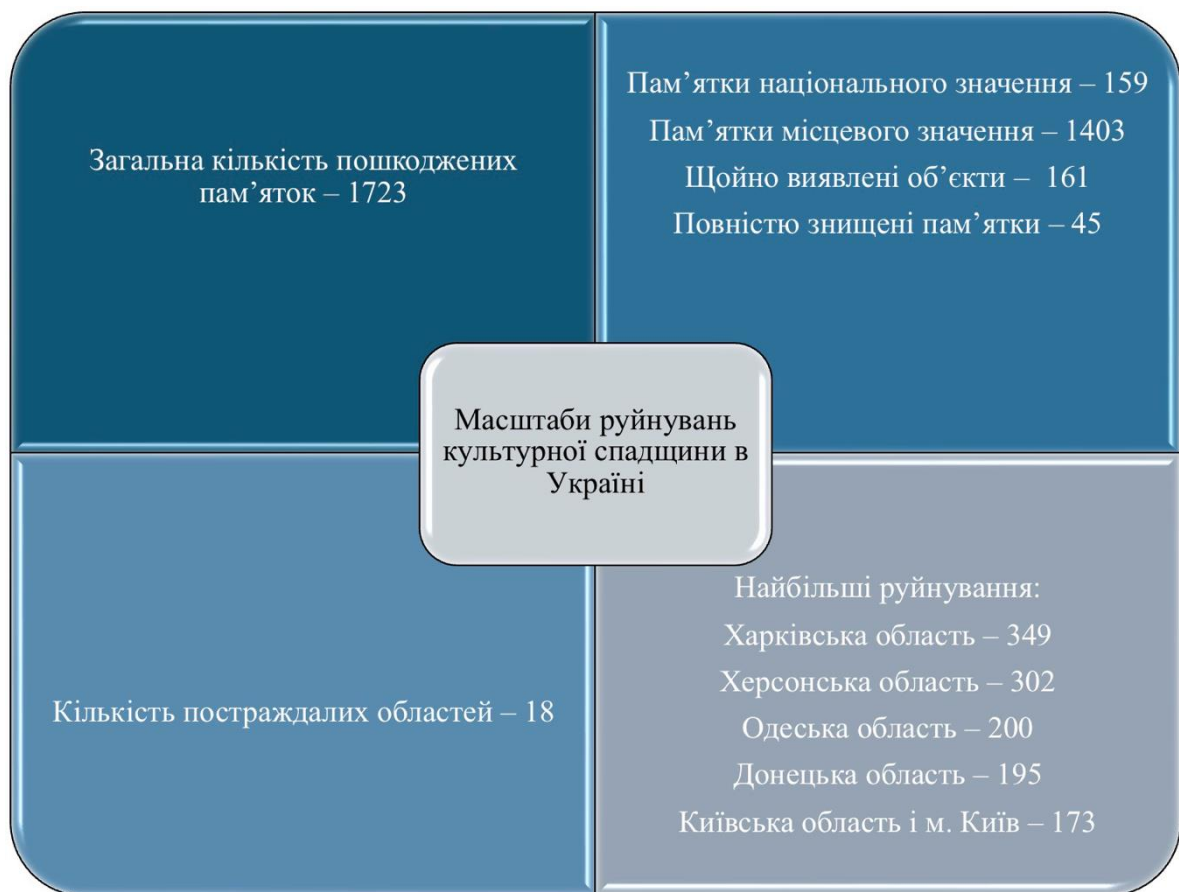 Загальна кількість пошкоджених
пам’яток – 1723
Пам’ятки національного значення – 159
Пам’ятки місцевого значення – 1403
Щойно виявлені об’єкти –  161
Повністю знищені пам’ятки – 45
Масштаби руйнувань
культурної спадщини в
Україні
Кількість постраждалих областей – 18
Найбільші руйнування:
Харківська область – 349
Херсонська область – 302
Одеська область – 200
Донецька область – 195
Київська область і м. Київ – 173